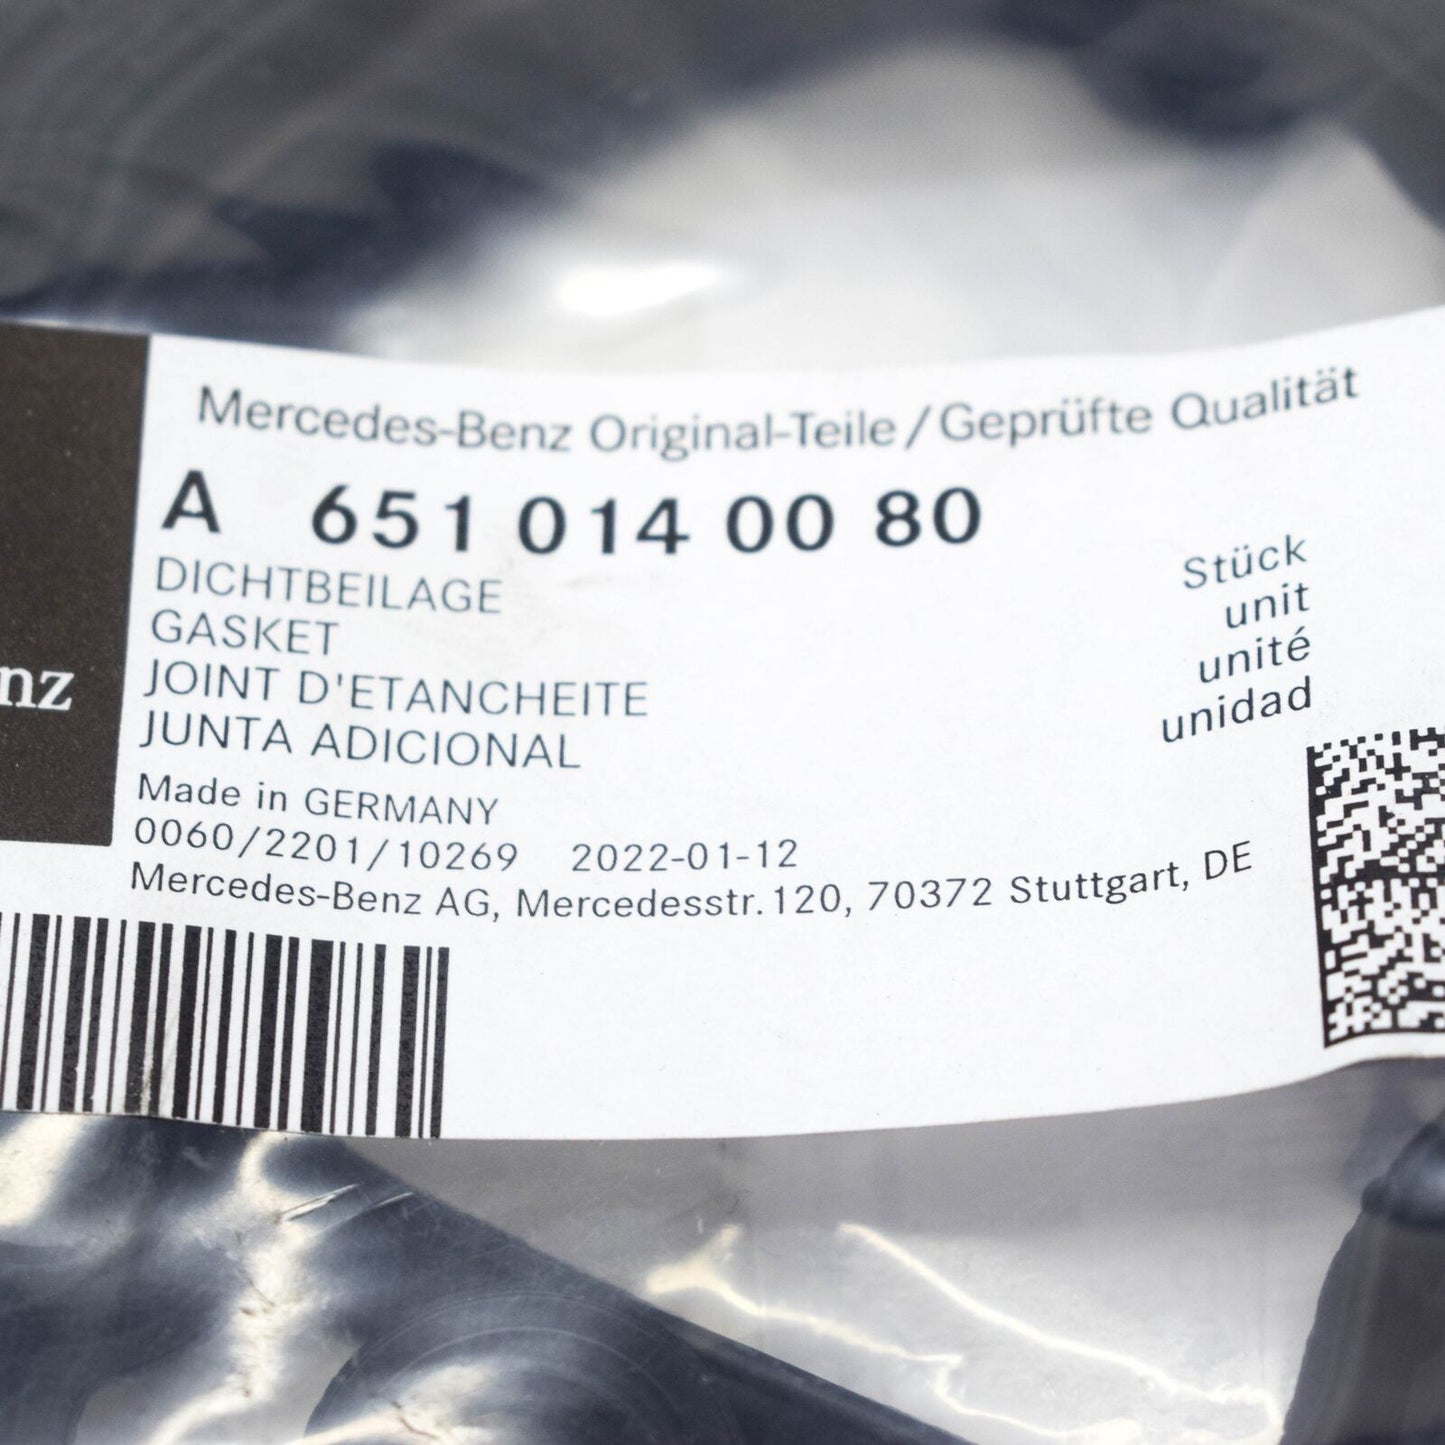 Mercedes-Benz Original-Teile/Geprüfte Qualität
A 651 014 00 80
DICHTBEILAGE
GASKET
JOINT D'ETANCHEITE
JUNTA ADICIONAL
Stück
unit
unité
unidad
nz
Made in GERMANY
0060/2201/10269 2022-01-12
Mercedes-Benz AG, Mercedesstr.120, 70372 Stuttgart, DE